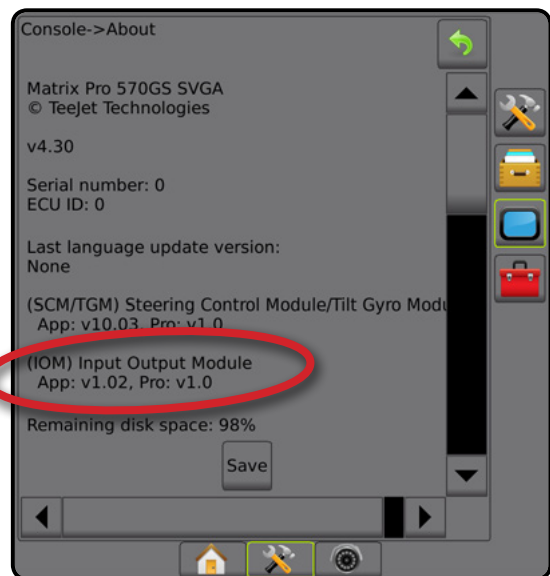 Console->About
Matrix Pro 570GS SVGA
© TeeJet Technologies
v4.30
Serial number: 0
ECU ID: 0
Last language update version:
None
(SCM/TGM) Steering Control Module/Tilt Gyro Modu
App: v10.03, Pro: v1.0
(IOM) Input Output Module
App: v1.02, Pro: v1.0
Remaining disk space: 98%
Save